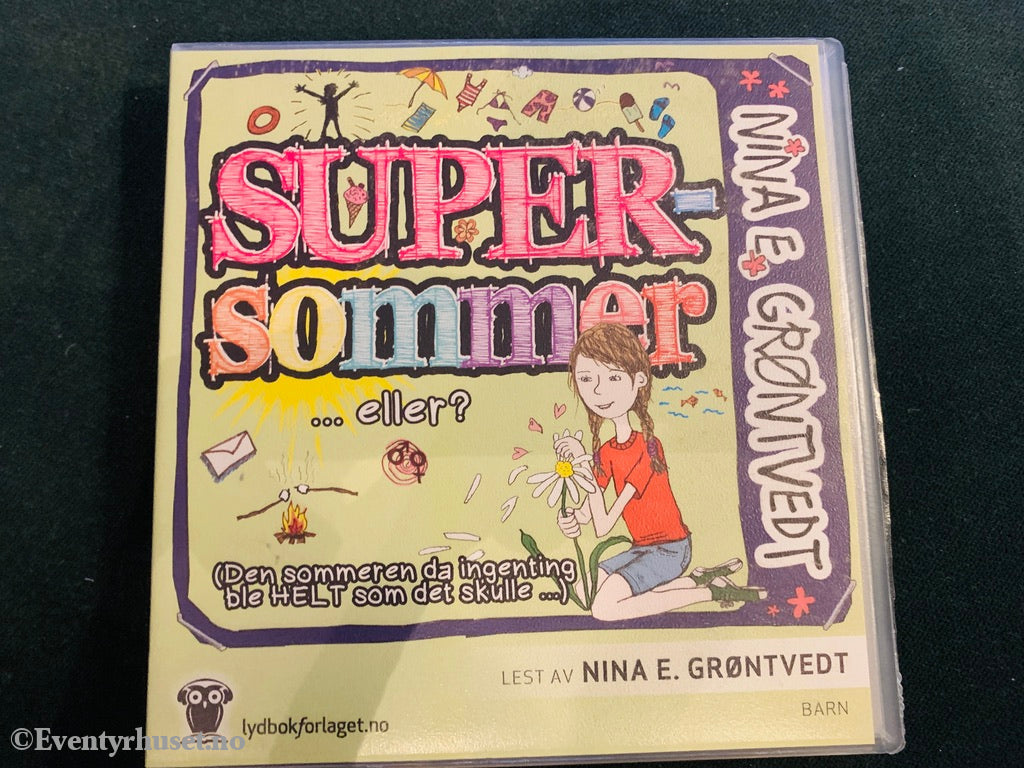 SUPER-
sommer
... eller?
(Den sommeren da ingenting
ble HELT som det skulle ...)
NINA E. GRØNTVEDT
LEST AV NINA E. GRØNTVEDT
BARN
lydbokforlaget.no
©Eventyrhuset.no